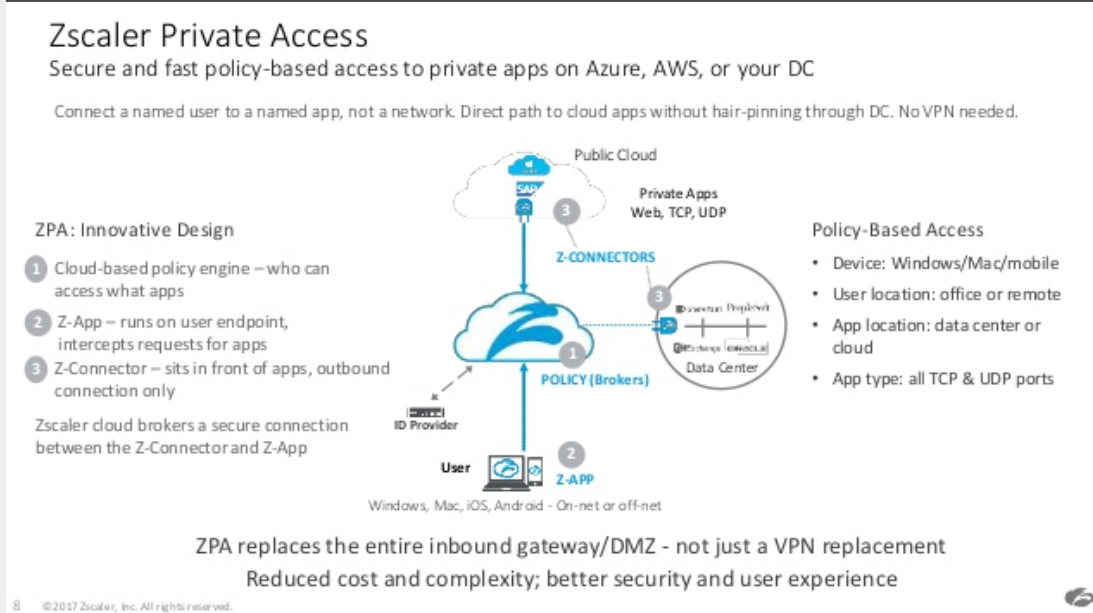 Zscaler Private Access
Secure and fast policy-based access to private apps on Azure, AWS, or your DC
Connect a named user to a named app, not a network. Direct path to cloud apps without hair-pinning through DC. No VPN needed.
Public Cloud
SAP
3
Private Apps
Web, TCP, UDP
Z-CONNECTORS
ZPA: Innovative Design
1 Cloud-based policy engine – who can
access what apps
2 Z-App – runs on user endpoint,
intercepts requests for apps
3 Z-Connector – sits in front of apps, outbound
connection only
Zscaler cloud brokers a secure connection
between the Z-Connector and Z-App
3
PeopleSoft
Exchange ORACLE
Data Center
1
POLICY (Brokers)
ID Provider
User
2
Z-APP
Windows, Mac, iOS, Android - On-net or off-net
Policy-Based Access
• Device: Windows/Mac/mobile
• User location: office or remote
• App location: data center or
cloud
• App type: all TCP & UDP ports
ZPA replaces the entire inbound gateway/DMZ - not just a VPN replacement
Reduced cost and complexity; better security and user experience
8 ©2017 Zscaler, Inc. All rights reserved.